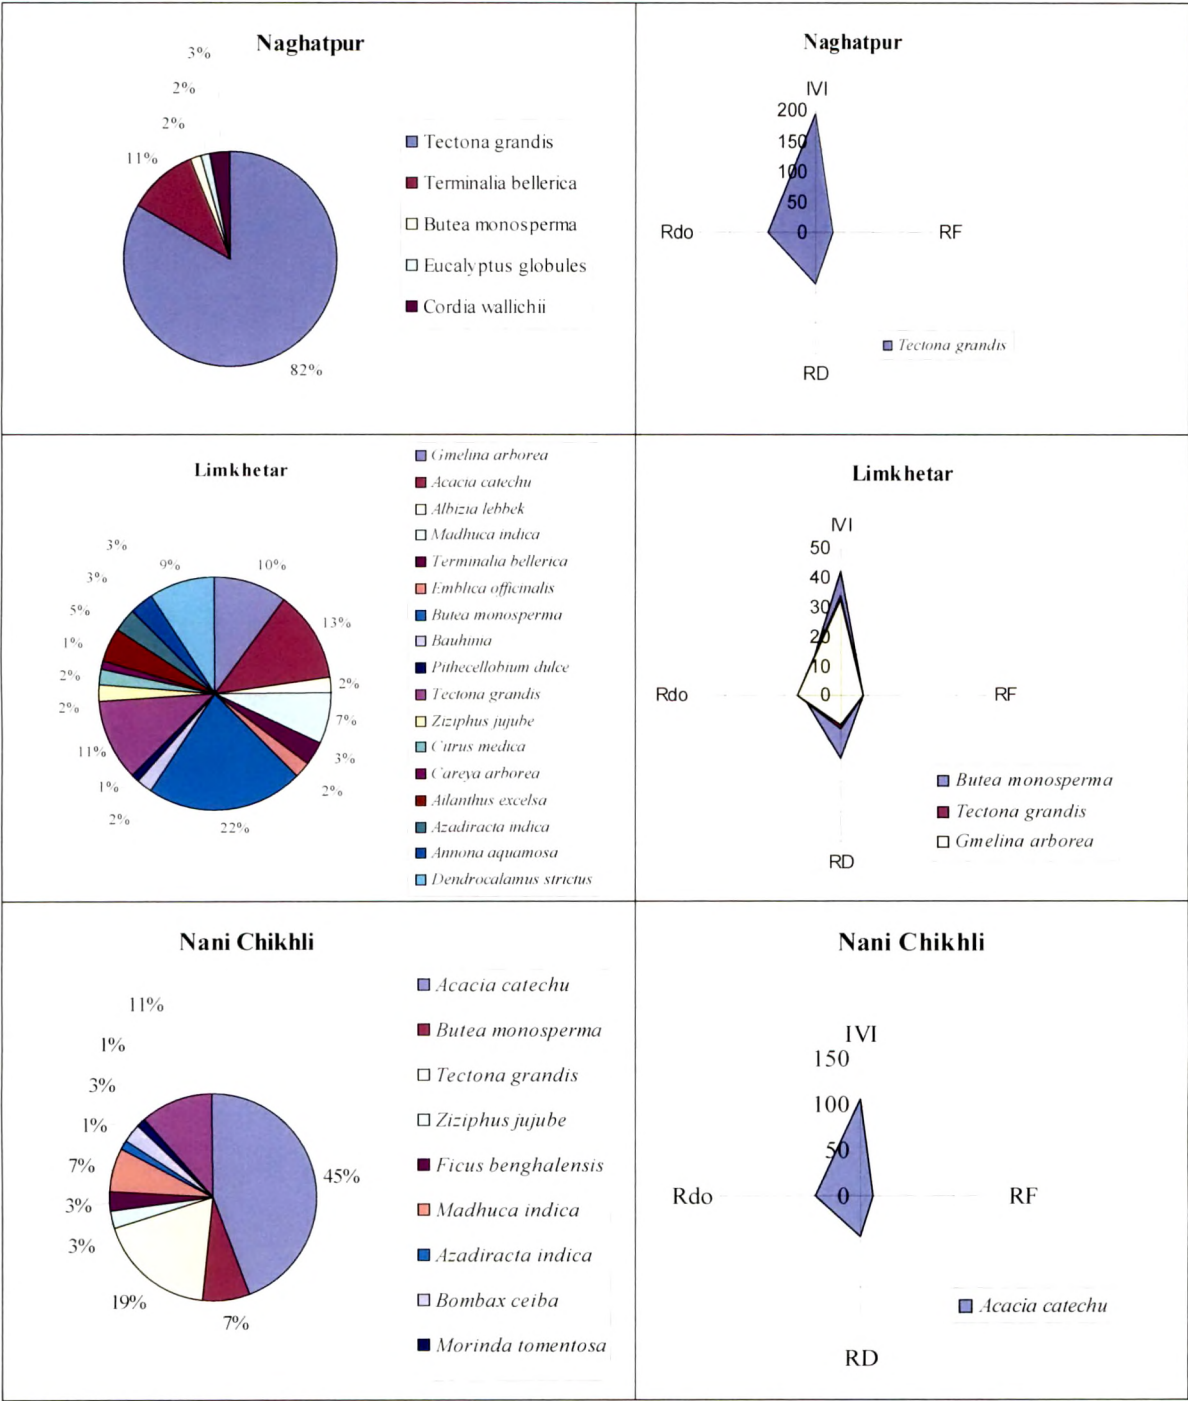 Naghatpur
3%
2%
2%
11%
82%
Tectona grandis
Terminalia bellerica
Butea monosperma
Eucalyptus globules
Cordia wallichii
Naghatpur
IVI
200
150
100
50
0
Rdo
RF
RD
Tectona grandis
Limkhetar
3%
9%
10%
3%
13%
5%
1%
2%
2%
2%
7%
11%
3%
1%
2%
2%
22%
Gmelina arborea
Acacia catechu
Albizia lebbek
Madhuca indica
Terminalia bellerica
Emblica officinalis
Butea monosperma
Bauhinia
Pithecellobium dulce
Tectona grandis
Ziziphus jujube
Citrus medica
Careya arborea
Ailanthus excelsa
Azadiracta indica
Annona aquamosa
Dendrocalamus strictus
Limkhetar
IVI
50
40
30
20
10
0
Rdo
RF
RD
Butea monosperma
Tectona grandis
Gmelina arborea
Nani Chikhli
11%
1%
3%
1%
7%
45%
3%
3%
19%
7%
Acacia catechu
Butea monosperma
Tectona grandis
Ziziphus jujube
Ficus benghalensis
Madhuca indica
Azadiracta indica
Bombax ceiba
Morinda tomentosa
Nani Chikhli
IVI
150
100
50
0
Rdo
RF
RD
Acacia catechu